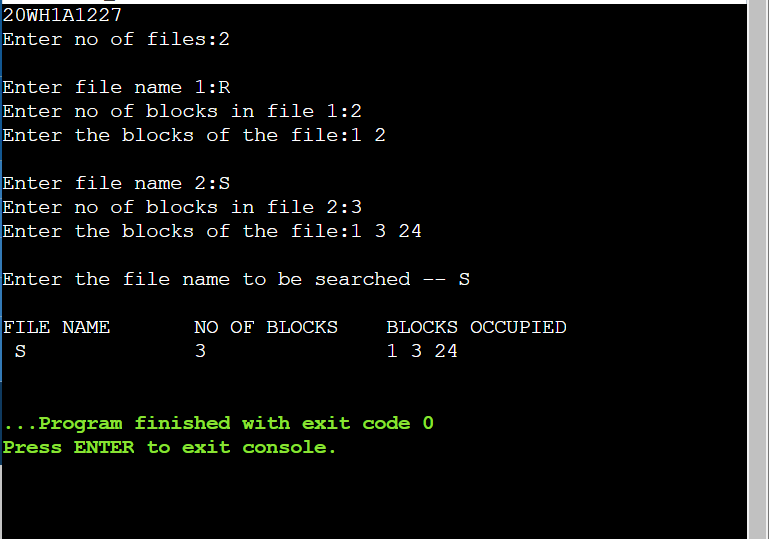 20WH1A1227
Enter no of files:2
Enter file name 1:R
Enter no of blocks in file 1:2
Enter the blocks of the file:1 2
Enter file name 2:S
Enter no of blocks in file 2:3
Enter the blocks of the file:1 3 24
Enter the file name to be searched -- S
FILE NAME       NO OF BLOCKS    BLOCKS OCCUPIED
 S              3               1 3 24
...Program finished with exit code 0
Press ENTER to exit console.